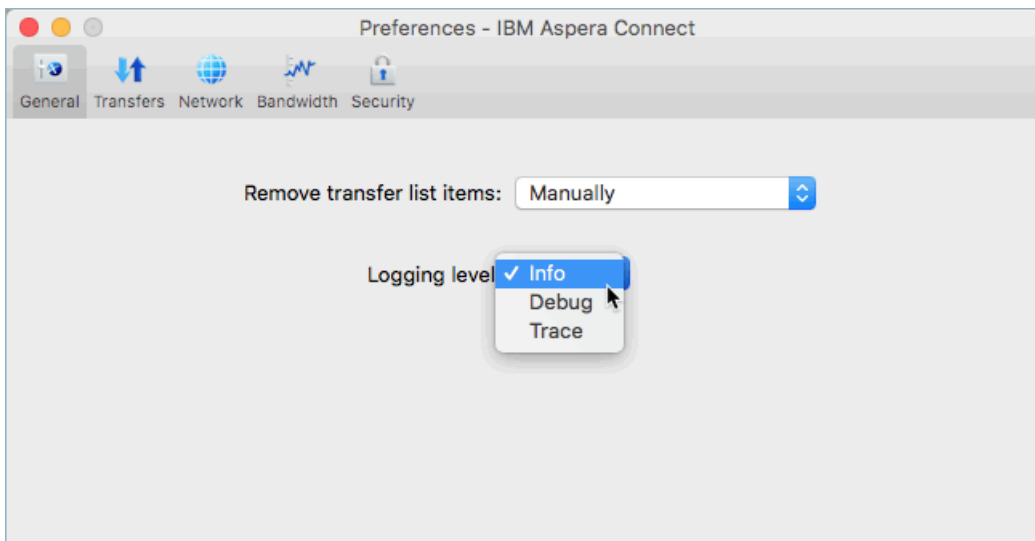 Preferences - IBM Aspera Connect
General Transfers Network Bandwidth Security
Remove transfer list items: Manually
Logging level ✓ Info
Debug
Trace